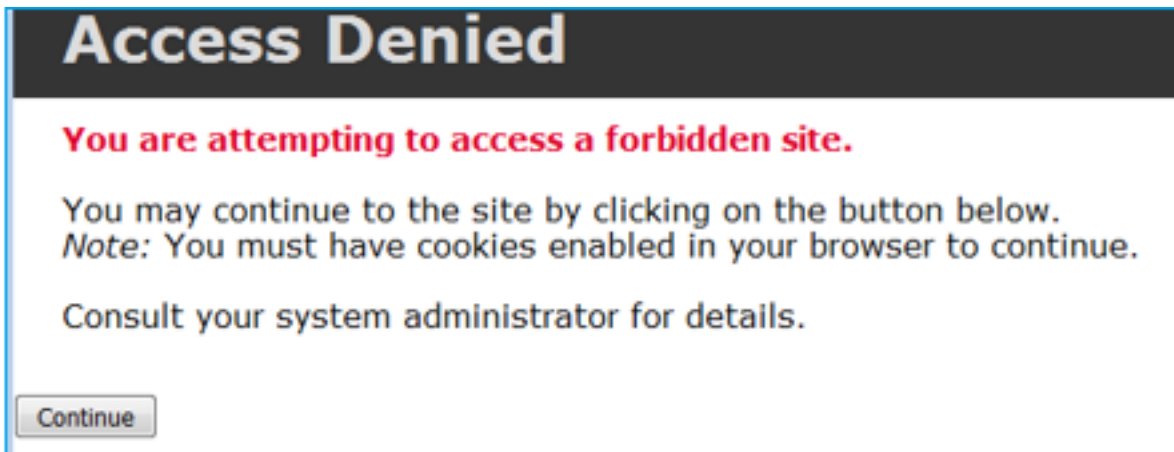 Access Denied
You are attempting to access a forbidden site.
You may continue to the site by clicking on the button below.
Note: You must have cookies enabled in your browser to continue.
Consult your system administrator for details.
Continue